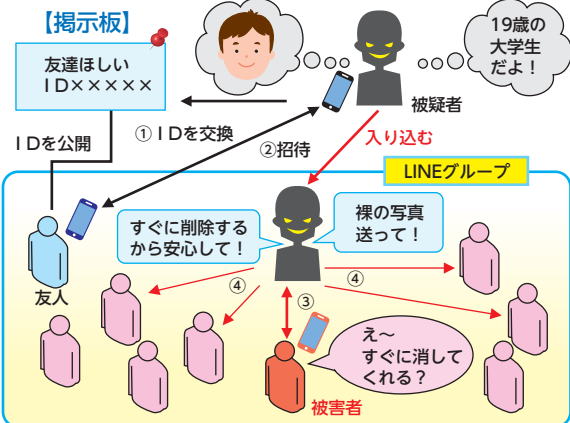 【掲示板】
友達ほしい
ＩＤ×××××
19歳の
大学生
だよ！
被疑者
ＩＤを公開
①ＩＤを交換
②招待
入り込む
LINEグループ
すぐに削除する
から安心して！
裸の写真
送って！
友人
④
④
③
え～
すぐに消して
くれる？
被害者